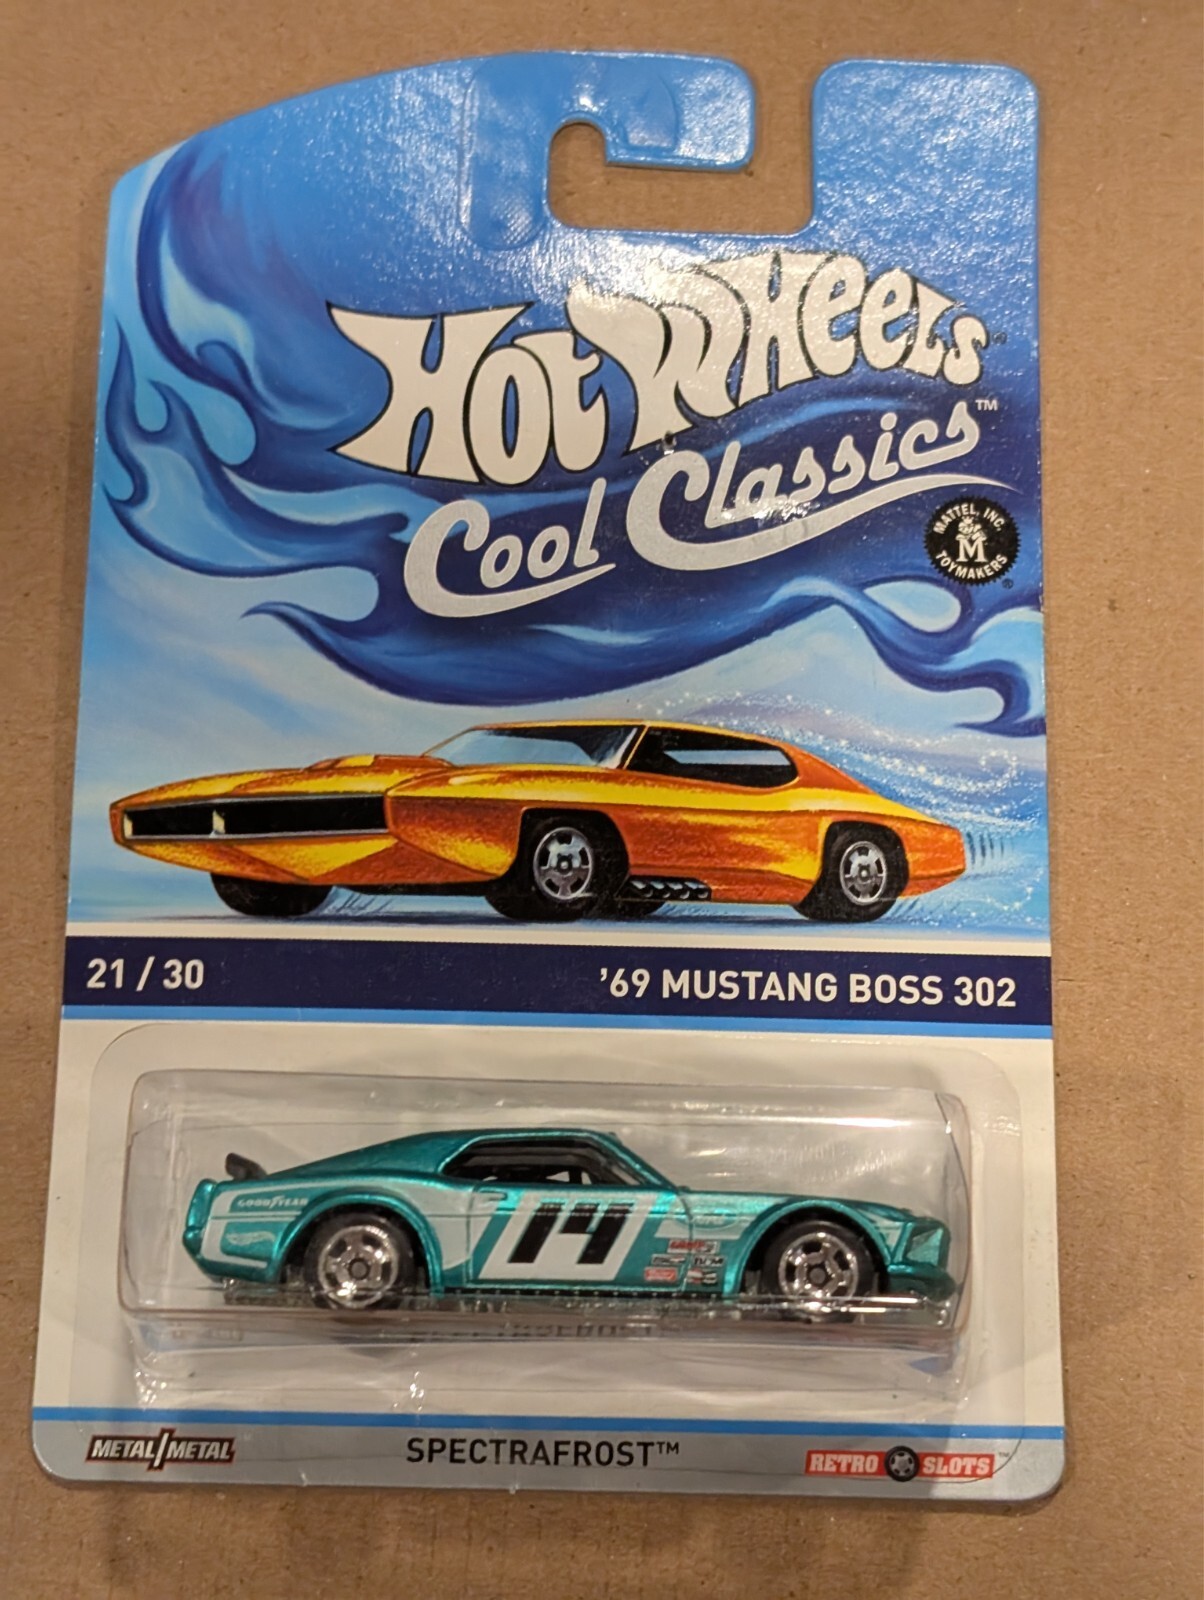 Hot Wheels®
Cool Classics™
MATTEL, INC.
M
TOYMAKERS
®
21 / 30
'69 MUSTANG BOSS 302
GOODYEAR
14
METAL/METAL
SPECTRAFROST™
RETRO SLOTS™